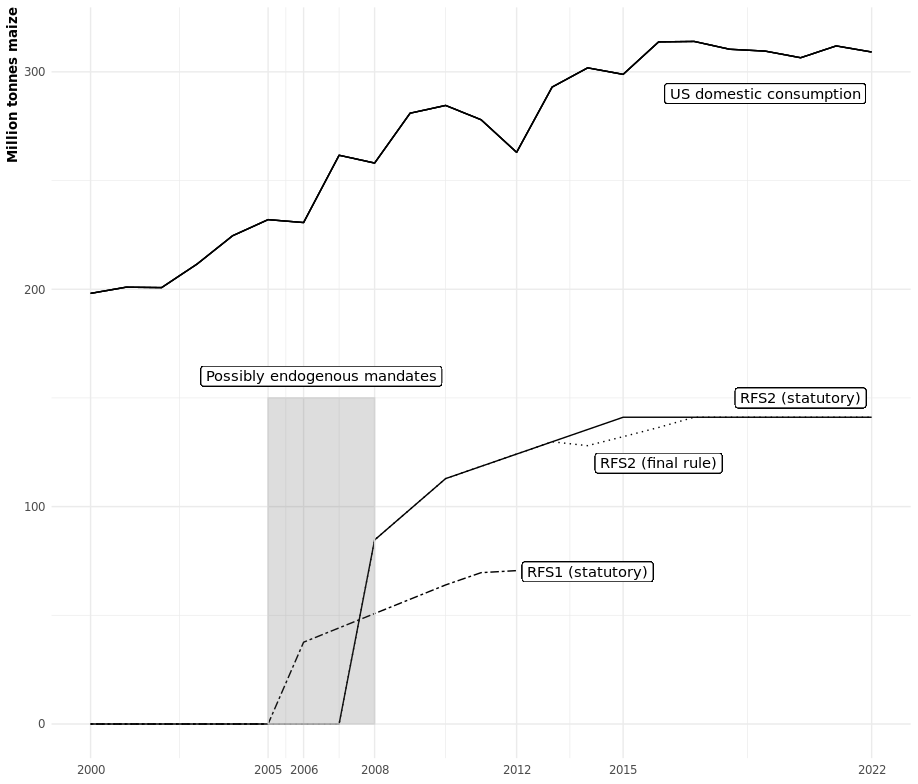 Million tonnes maize
300
US domestic consumption
200
Possibly endogenous mandates
RFS2 (statutory)
RFS2 (final rule)
100
RFS1 (statutory)
0
2000 2005 2006 2008 2012 2015 2022